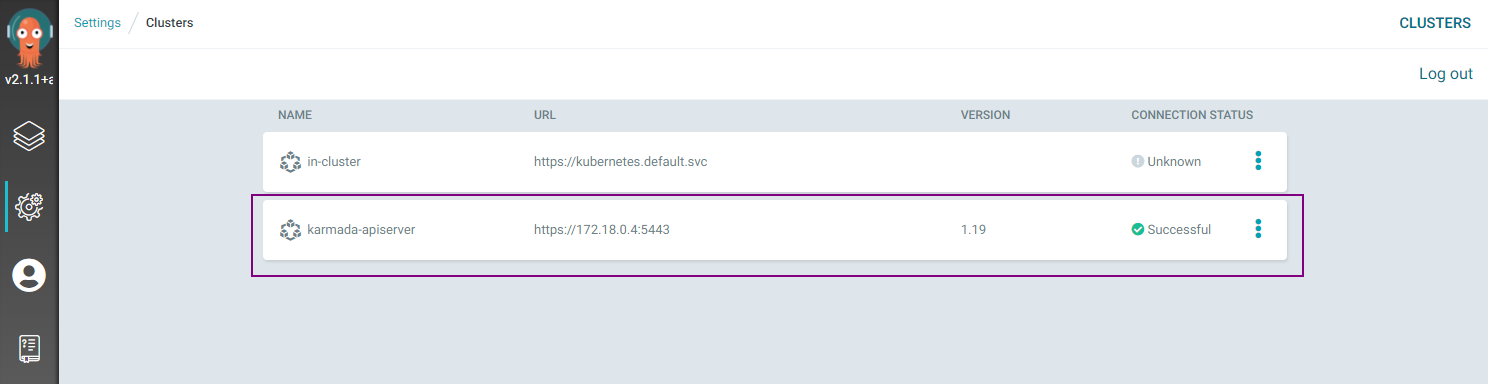 Settings / Clusters
CLUSTERS
v2.1.1+a
Log out
NAME URL VERSION CONNECTION STATUS
in-cluster https://kubernetes.default.svc Unknown
karmada-apiserver https://172.18.0.4:5443 1.19 Successful